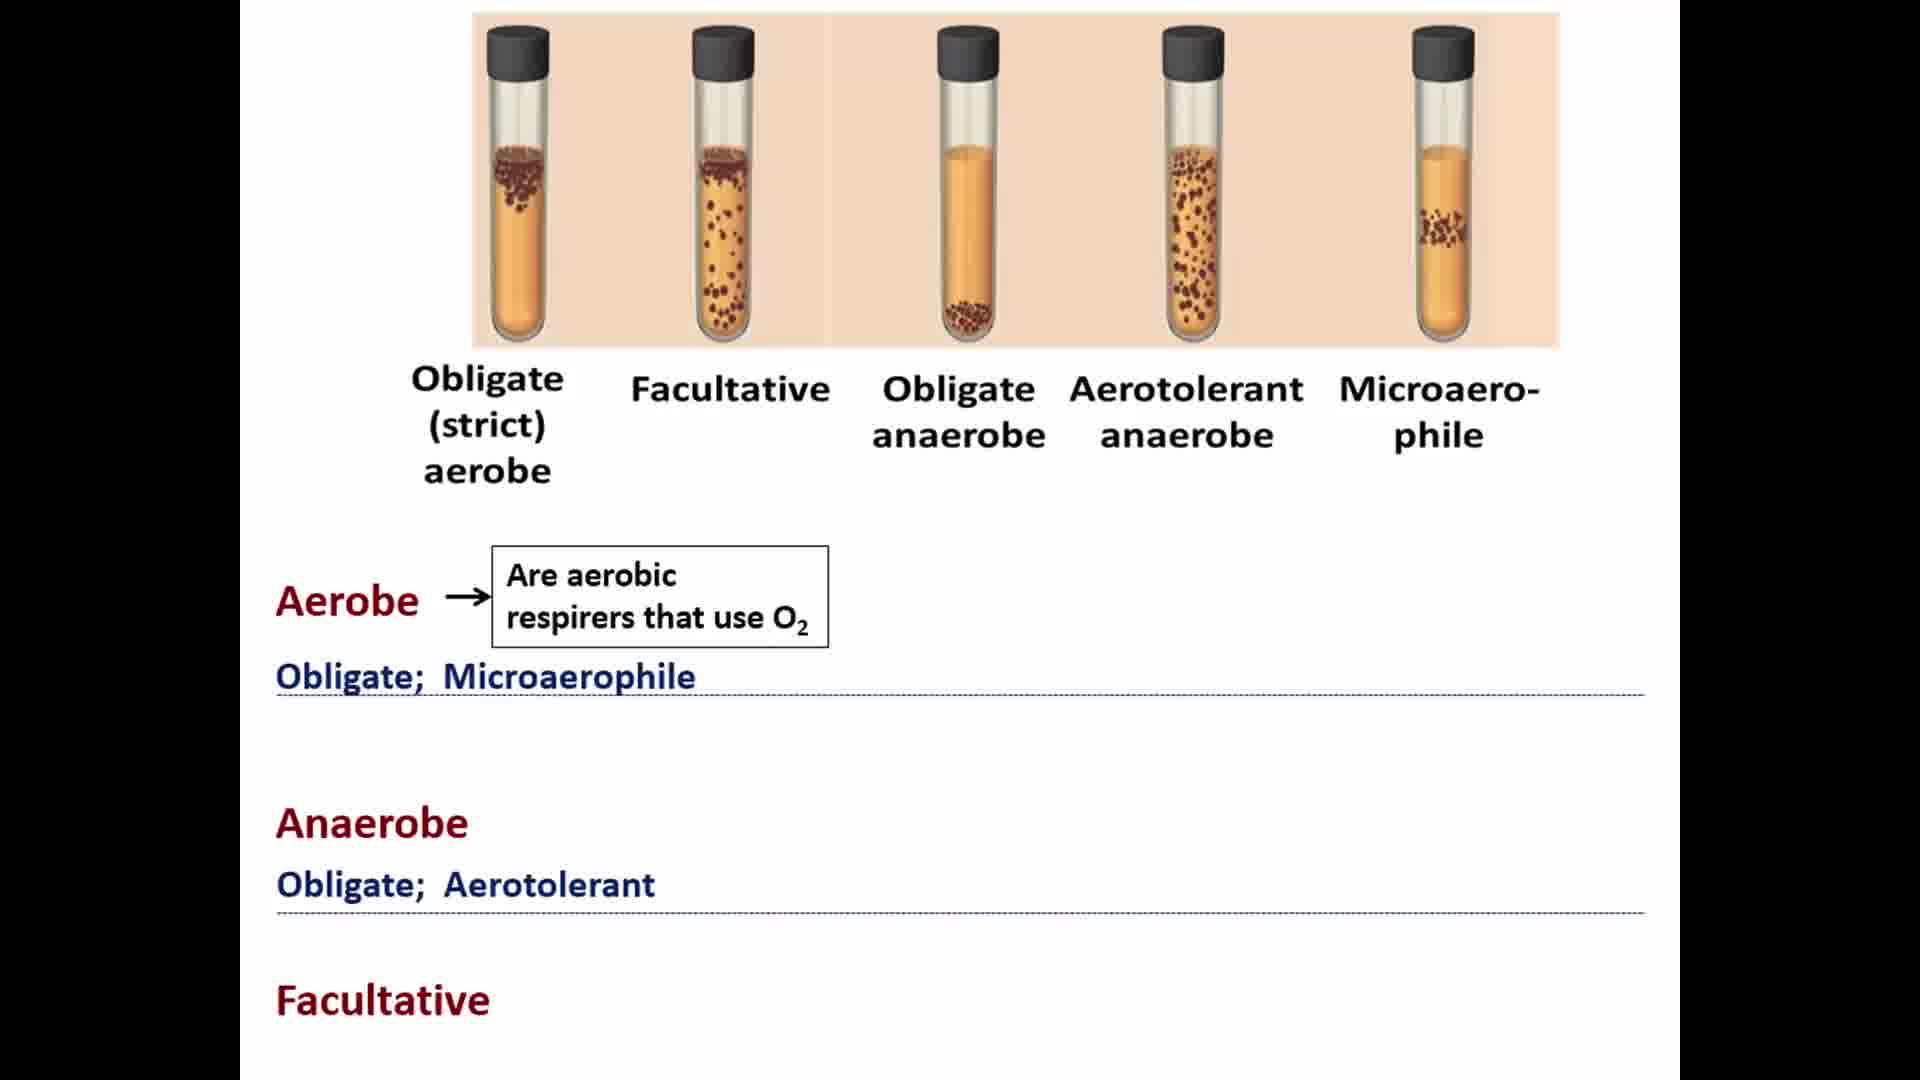 Obligate
(strict)
aerobe
Facultative
Obligate
anaerobe
Aerotolerant
anaerobe
Microaero-
phile
Aerobe →
Are aerobic
respirers that use O₂
Obligate; Microaerophile
Anaerobe
Obligate; Aerotolerant
Facultative